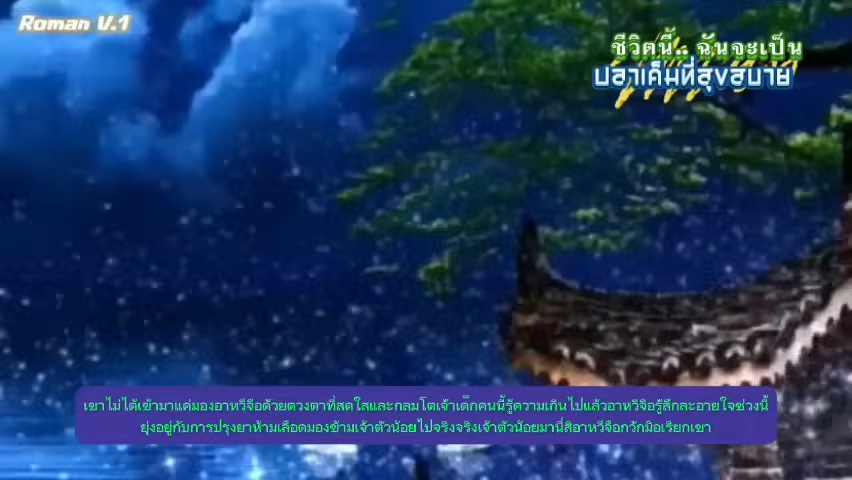 Roman V.1
ชีวิตนี้.. ฉันจะเป็น
ปลาเค็มที่สุขสบาย
เขาไม่ได้เข้ามาแค่มองอาหวีจือด้วยดวงตาที่สดใสและกลมโตเจ้าเด็กคนนี้รู้ความเกินไปแล้วอาหวีจือรู้สึกละอายใจช่วงนี้
ยุ่งอยู่กับการปรุงยาห้ามเลือดมองข้ามเจ้าตัวน้อยไปจริงจริงเจ้าตัวน้อยมานี่สิอาหวีจือกวักมือเรียกเขา